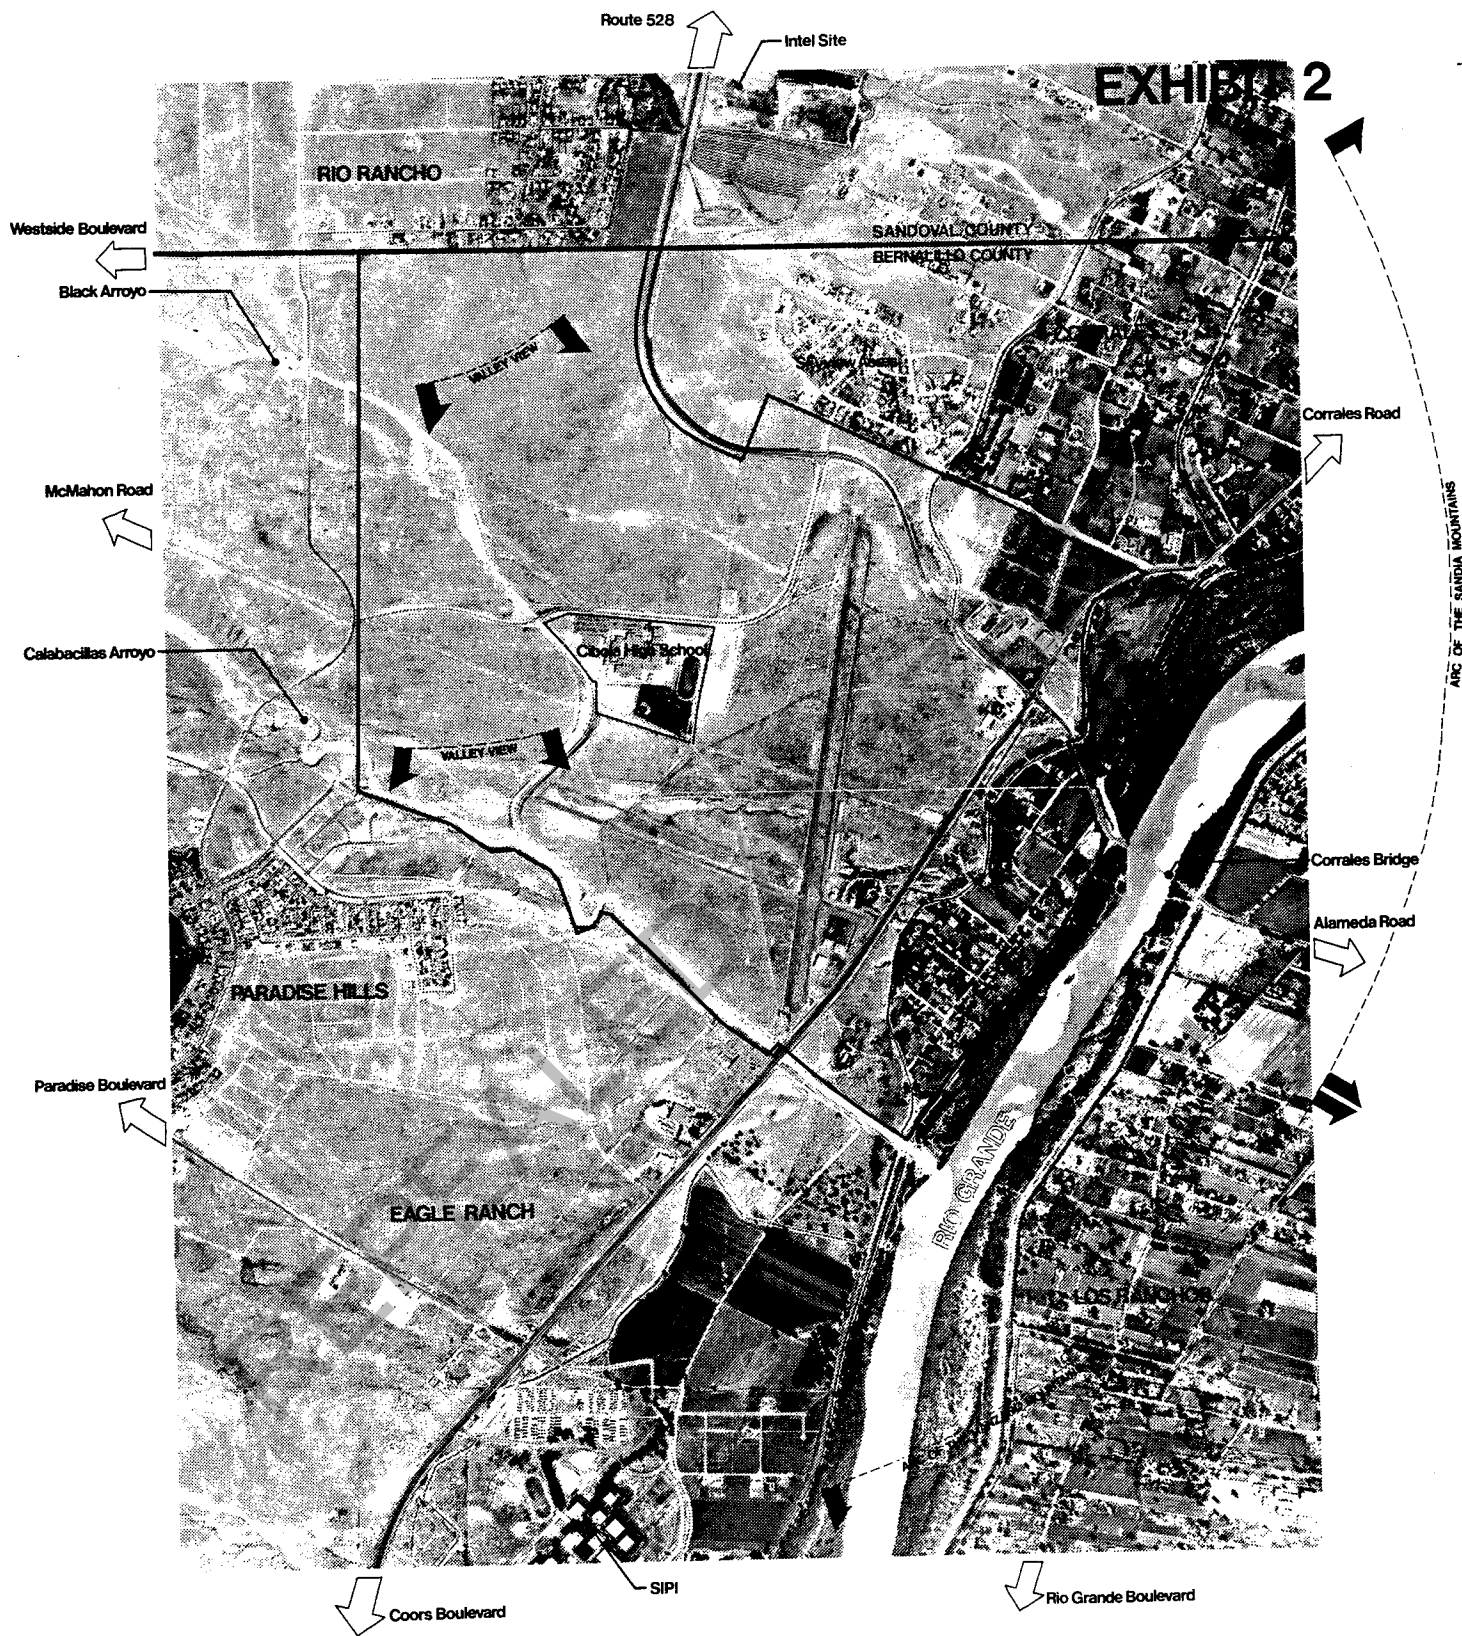 Route 528
Intel Site
EXHIBIT 2
RIO RANCHO
Westside Boulevard
SANDOVAL COUNTY
BERNALILLO COUNTY
Black Arroyo
VALLEY VIEW
Corrales Road
McMahon Road
ARC OF THE SANDIA MOUNTAINS
Calabacillas Arroyo
Cibola High School
VALLEY VIEW
Corrales Bridge
Alameda Road
PARADISE HILLS
Paradise Boulevard
RIO GRANDE
EAGLE RANCH
LOS RANCHOS
SIPI
Rio Grande Boulevard
Coors Boulevard